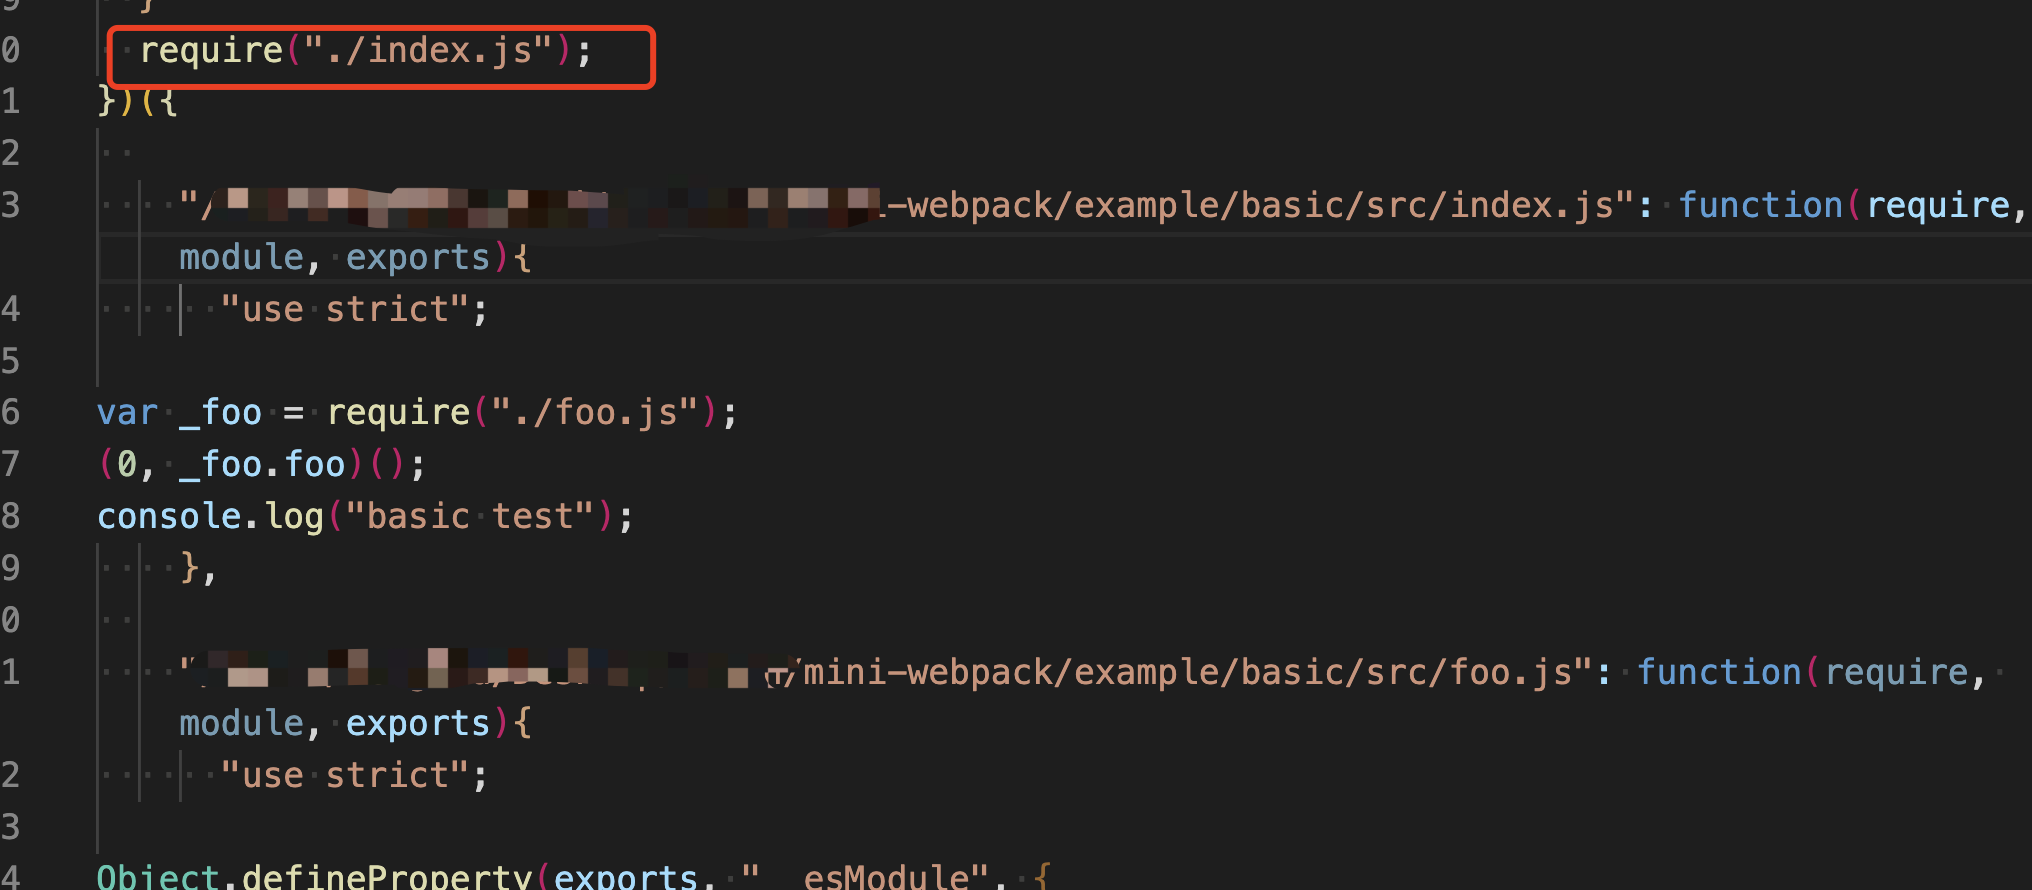 9 }
0 require("./index.js");
1 })({
2
3 "/-webpack/example/basic/src/index.js": function(require,
module, exports){
4 "use strict";
5
6 var _foo = require("./foo.js");
7 (0, _foo.foo)();
8 console.log("basic test");
9 },
0
1 "/mini-webpack/example/basic/src/foo.js": function(require,
module, exports){
2 "use strict";
3
4 Object.defineProperty(exports, "__esModule", {